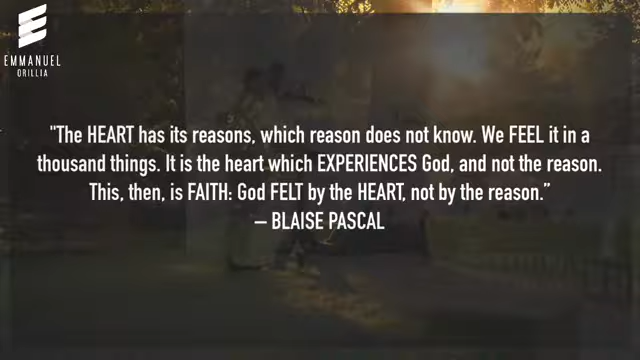 EMMANUEL
ORILLIA
"The HEART has its reasons, which reason does not know. We FEEL it in a
thousand things. It is the heart which EXPERIENCES God, and not the reason.
This, then, is FAITH: God FELT by the HEART, not by the reason.”
– BLAISE PASCAL